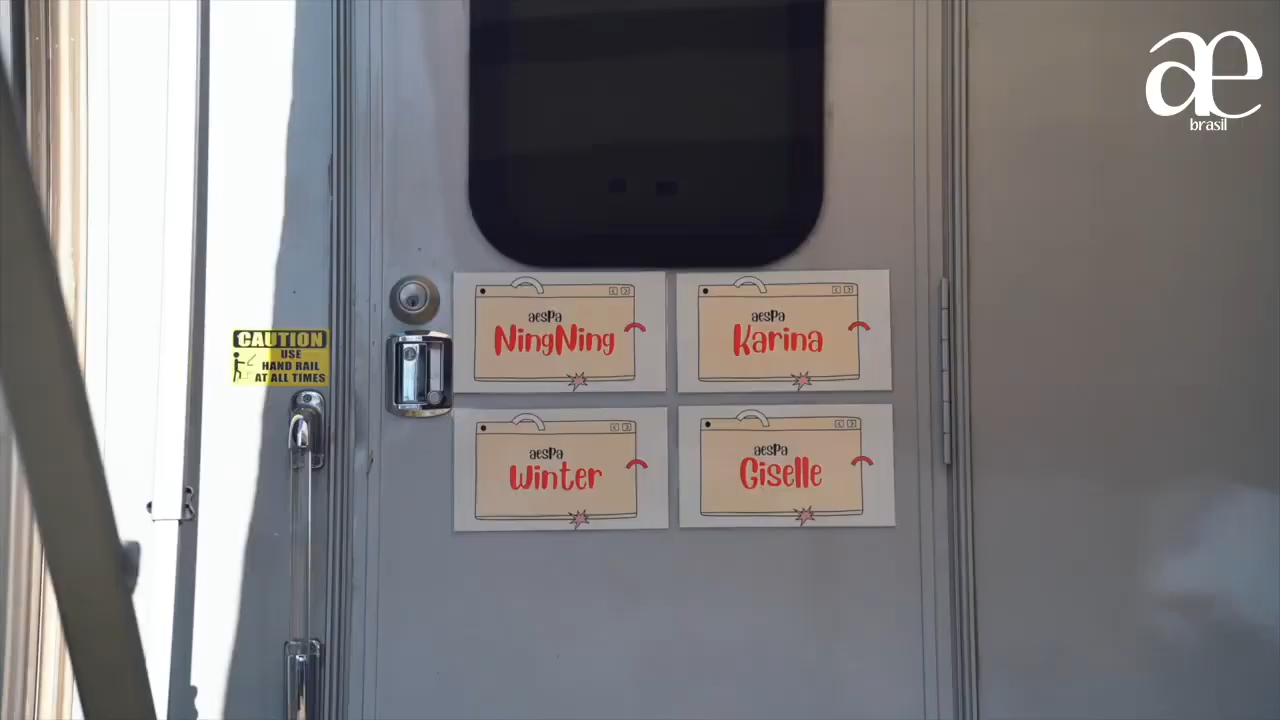 æ
brasil
CAUTION
USE
HAND RAIL
AT ALL TIMES
aesPa
NingNing
aesPa
Karina
aesPa
Winter
aesPa
Giselle